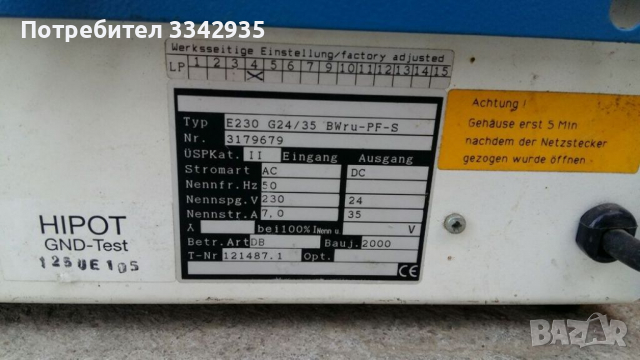 Потребител 3342935
Werksseitige Einstellung/factory adjusted
LP 1 2 3 4 5 6 7 8 9 10 11 12 13 14 15
Typ E230 G24/35 BWru-PF-S
Nr. 3179679
ÜSPKat. II Eingang Ausgang
Stromart AC DC
Nennfr.Hz 50
Nennspg.V 230 24
Nennstr.A 7,0 35
bei100% INenn u V
Betr.Art DB Bauj. 2000
T-Nr 121487.1 Opt.
CE
Achtung !
Gehäuse erst 5 Min
nachdem der Netzstecker
gezogen wurde öffnen.
HIPOT
GND-Test
BAZAR